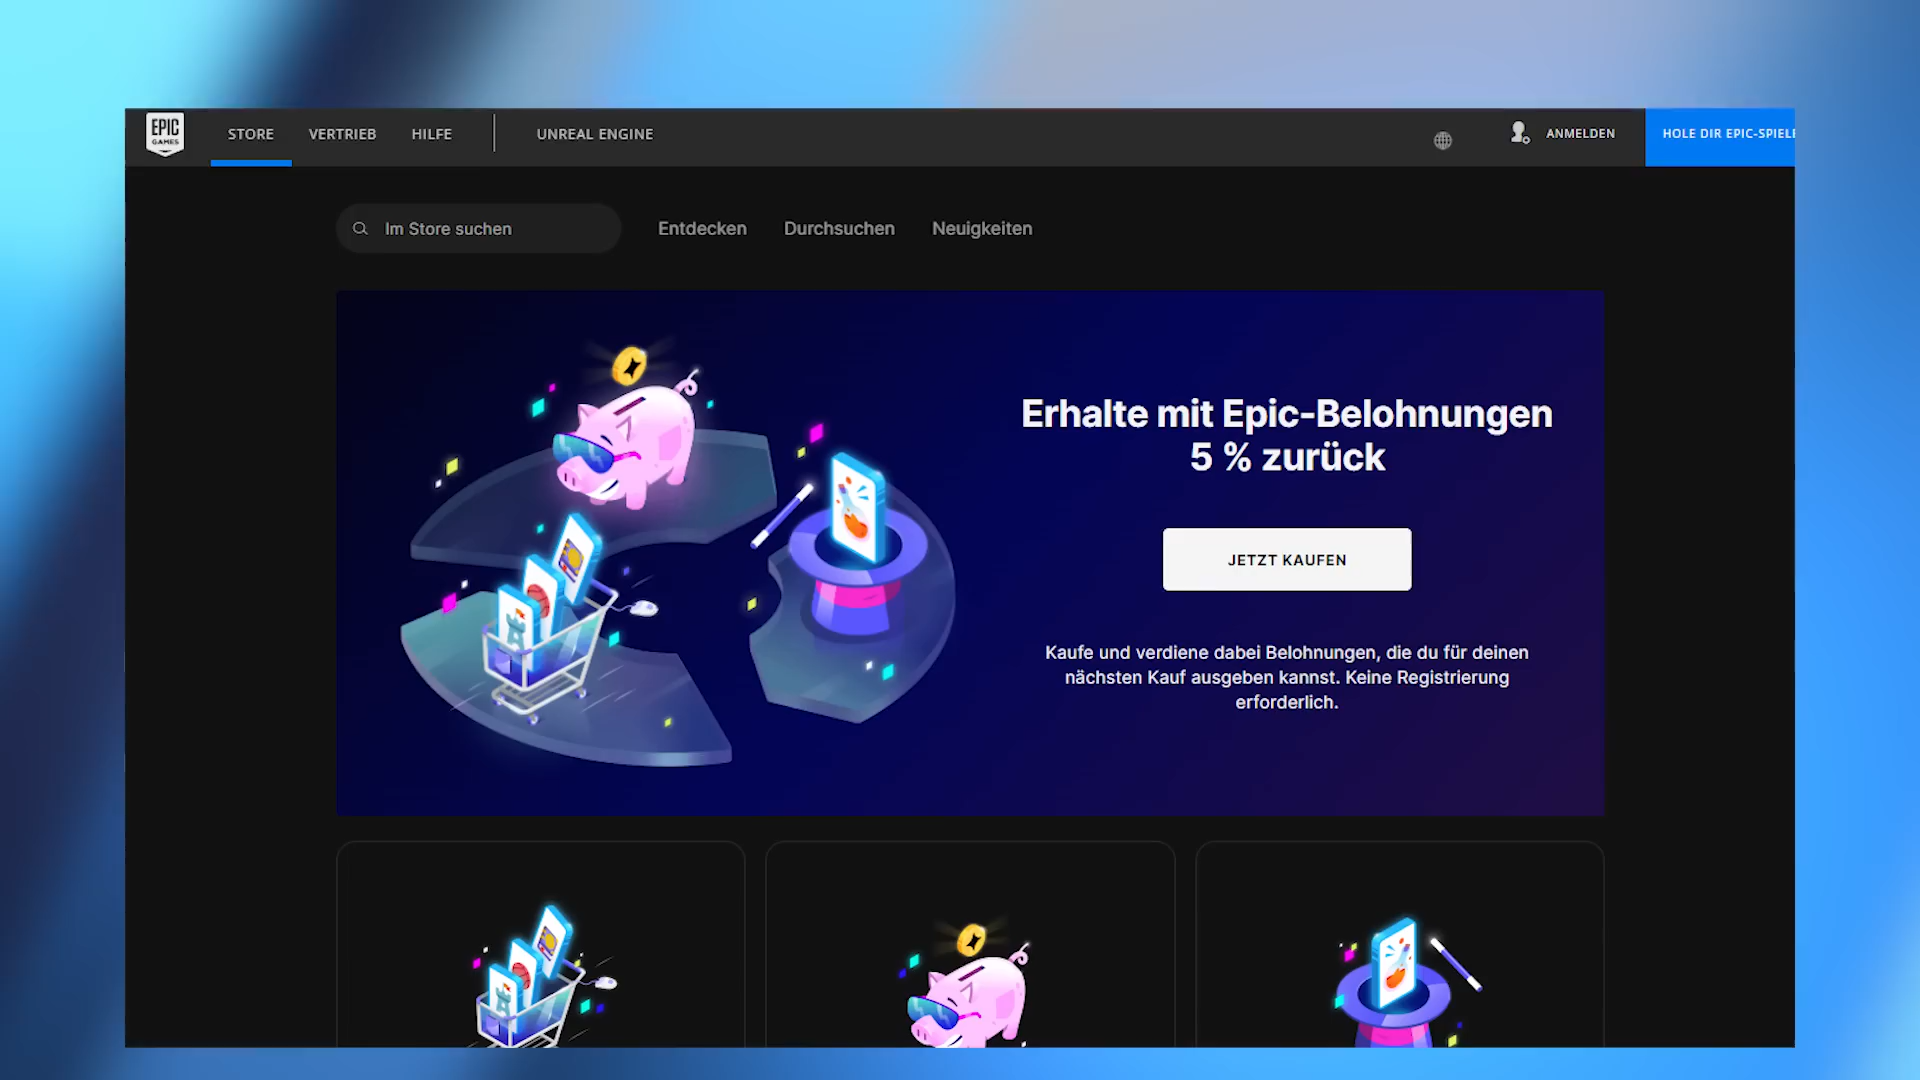 EPIC
GAMES
STORE
VERTRIEB
HILFE
UNREAL ENGINE
ANMELDEN
HOLE DIR EPIC-SPIELE
Im Store suchen
Entdecken
Durchsuchen
Neuigkeiten
Erhalte mit Epic-Belohnungen
5 % zurück
JETZT KAUFEN
Kaufe und verdiene dabei Belohnungen, die du für deinen
nächsten Kauf ausgeben kannst. Keine Registrierung
erforderlich.